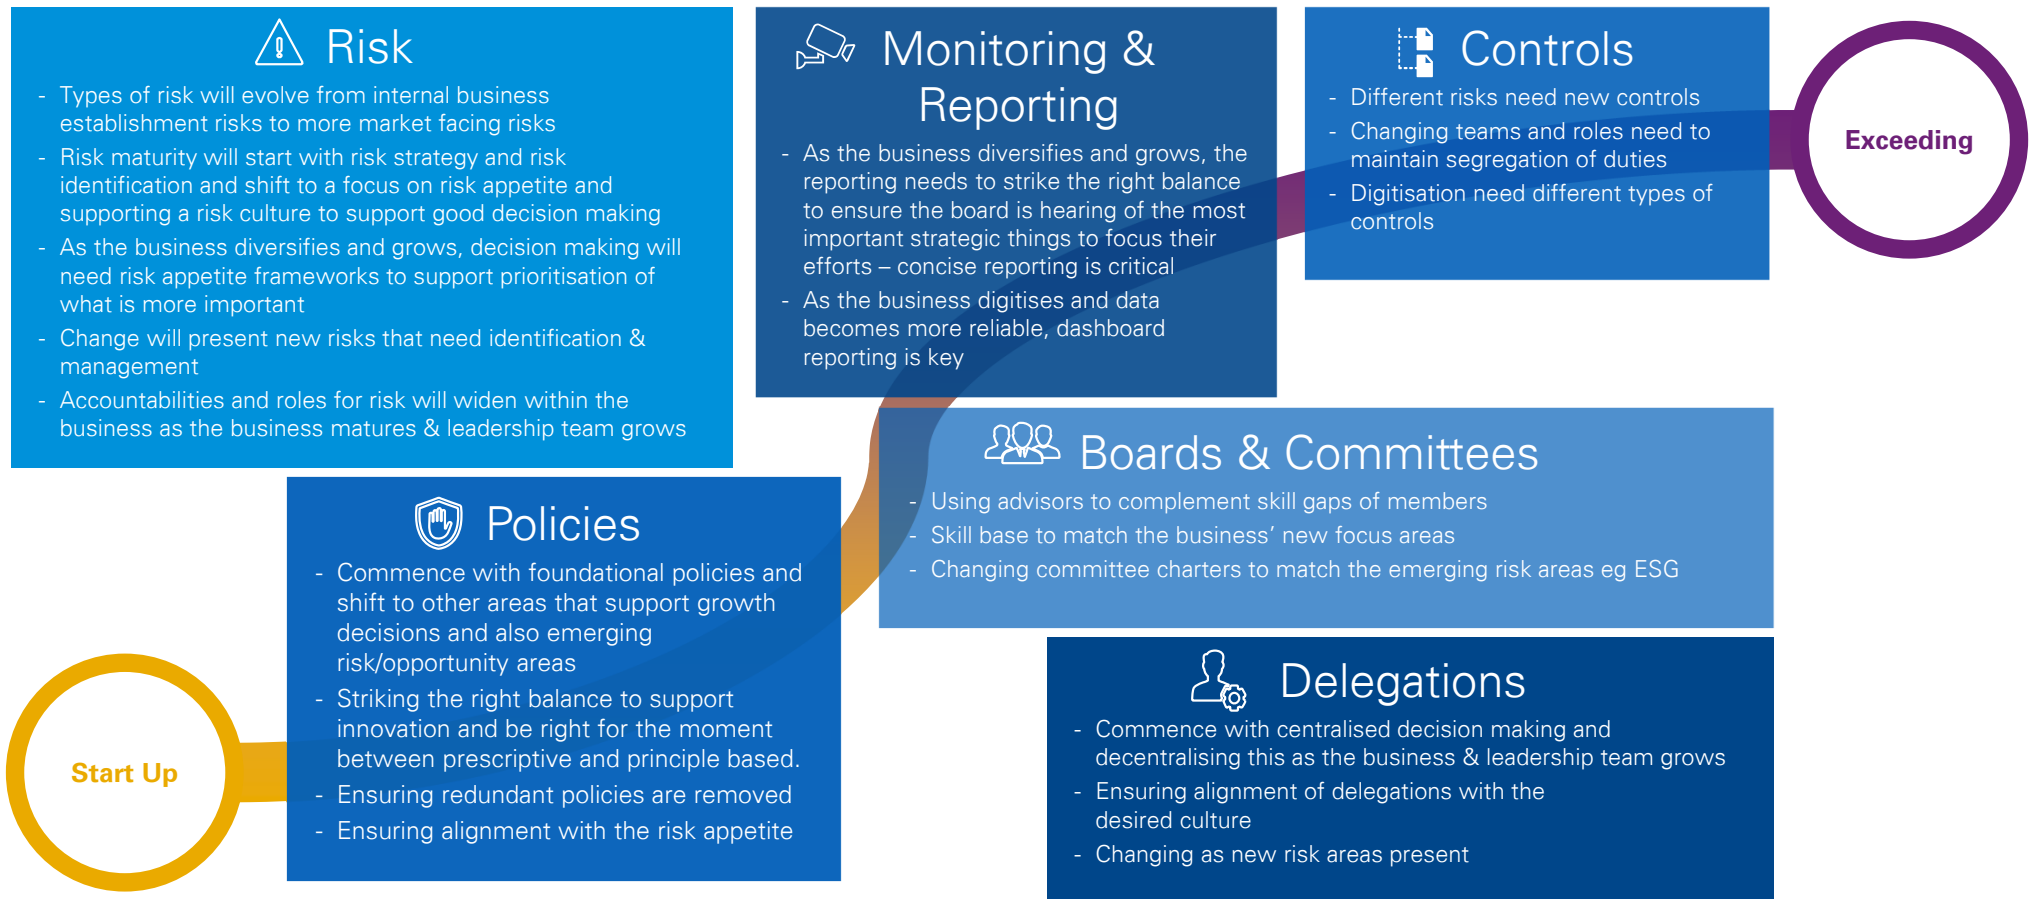 Risk
- Types of risk will evolve from internal business
establishment risks to more market facing risks
- Risk maturity will start with risk strategy and risk
identification and shift to a focus on risk appetite and
supporting a risk culture to support good decision making
- As the business diversifies and grows, decision making will
need risk appetite frameworks to support prioritisation of
what is more important
- Change will present new risks that need identification &
management
- Accountabilities and roles for risk will widen within the
business as the business matures & leadership team grows
Monitoring &
Reporting
- As the business diversifies and grows, the
reporting needs to strike the right balance
to ensure the board is hearing of the most
important strategic things to focus their
efforts – concise reporting is critical
- As the business digitises and data
becomes more reliable, dashboard
reporting is key
Controls
- Different risks need new controls
- Changing teams and roles need to
maintain segregation of duties
- Digitisation need different types of
controls
Exceeding
Boards & Committees
- Using advisors to complement skill gaps of members
- Skill base to match the business’ new focus areas
- Changing committee charters to match the emerging risk areas eg ESG
Policies
- Commence with foundational policies and
shift to other areas that support growth
decisions and also emerging
risk/opportunity areas
- Striking the right balance to support
innovation and be right for the moment
between prescriptive and principle based.
- Ensuring redundant policies are removed
- Ensuring alignment with the risk appetite
Start Up
Delegations
- Commence with centralised decision making and
decentralising this as the business & leadership team grows
- Ensuring alignment of delegations with the
desired culture
- Changing as new risk areas present